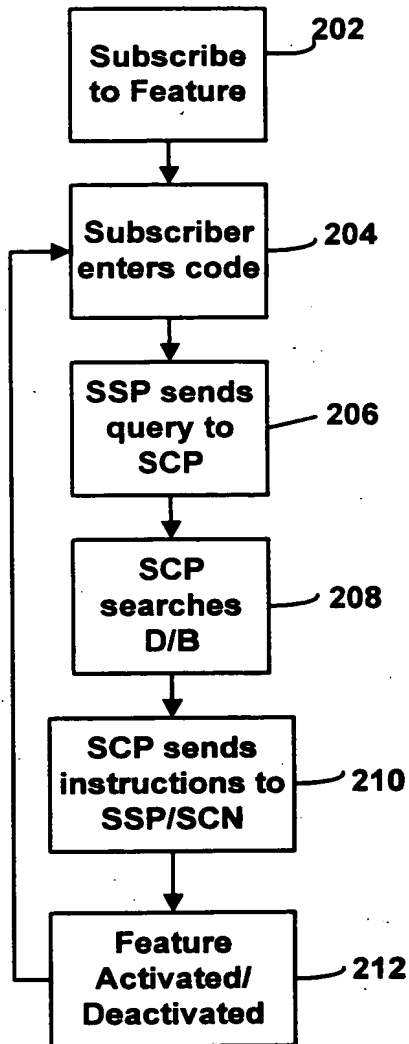 202
Subscribe
to Feature
Subscriber
enters code
204
SSP sends
query to
SCP
206
SCP
searches
D/B
208
SCP sends
instructions to
SSP/SCN
210
Feature
Activated/
Deactivated
212